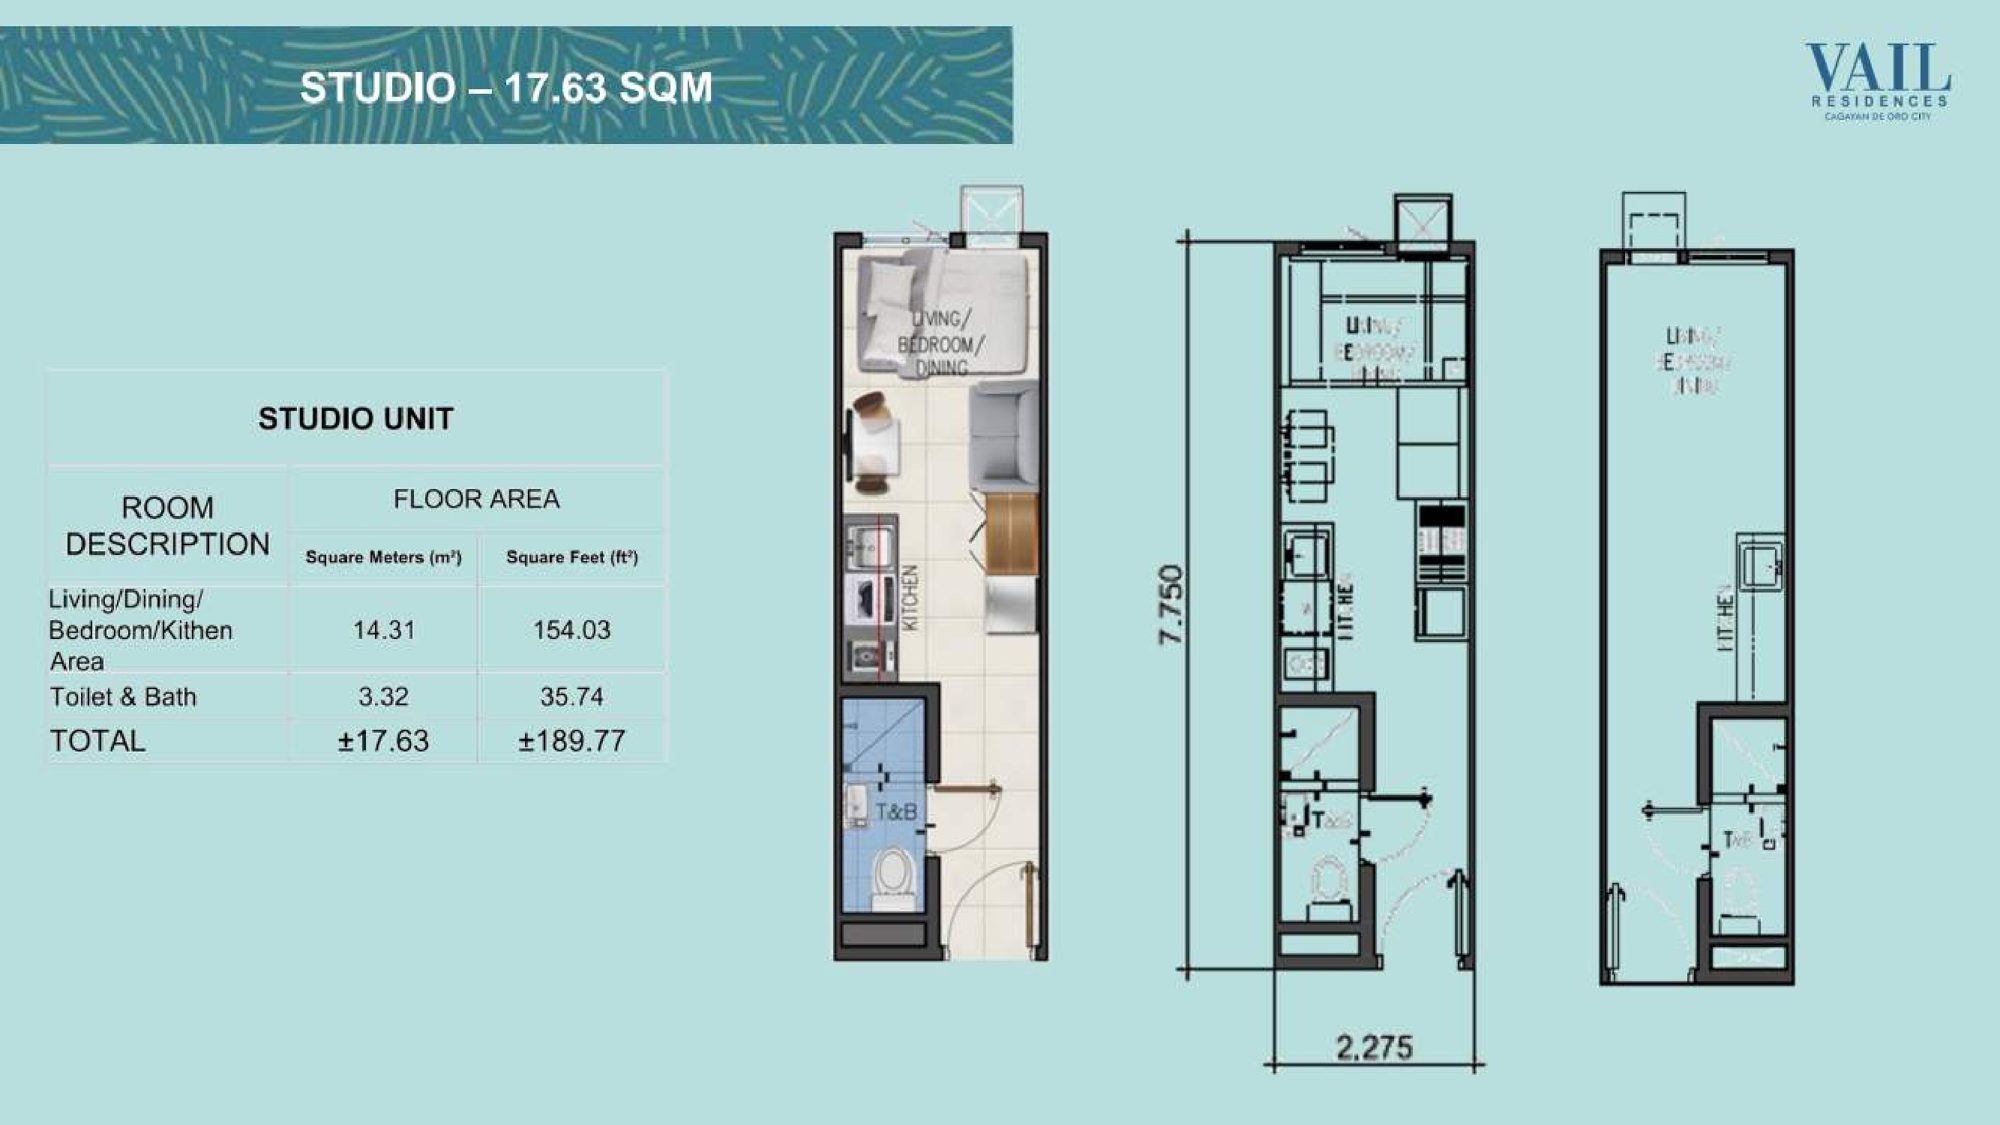 STUDIO – 17.63 SQM
VAIL
RESIDENCES
CAGAYAN DE ORO CITY
STUDIO UNIT
ROOM
DESCRIPTION
FLOOR AREA
Square Meters (m²)
Square Feet (ft²)
Living/Dining/
Bedroom/Kithen
Area
14.31
154.03
Toilet & Bath
3.32
35.74
TOTAL
±17.63
±189.77
LIVING/
BEDROOM/
DINING
KITCHEN
T&B
7.750
2.275